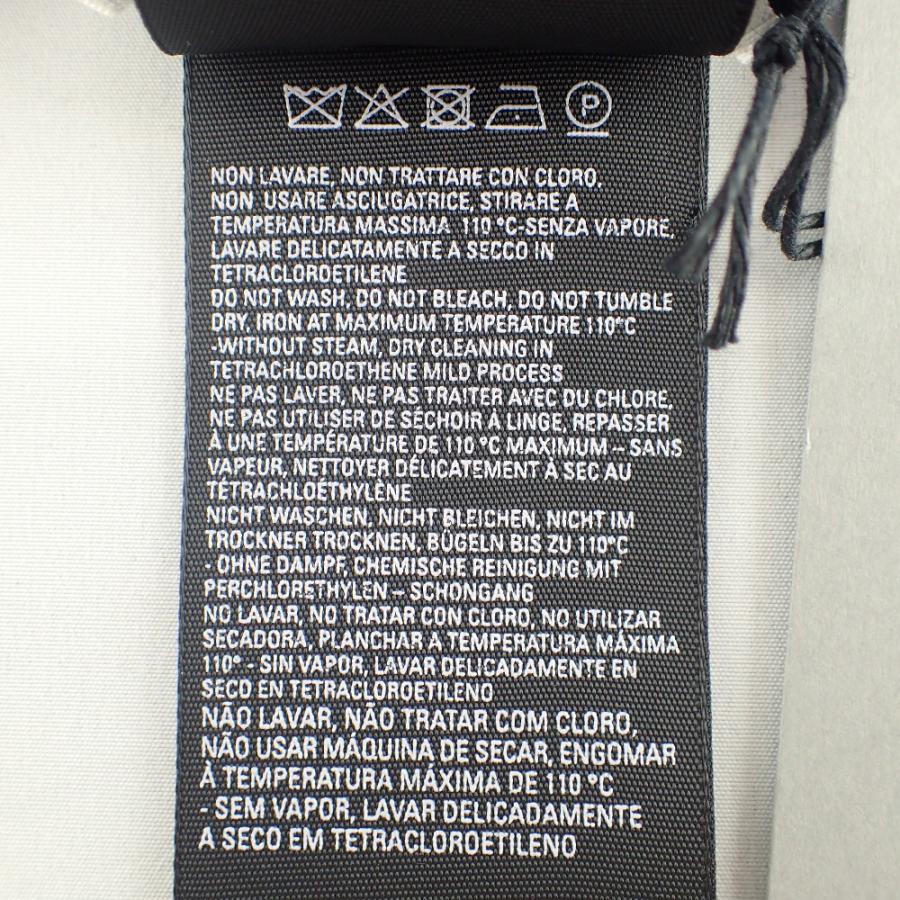 P
NON LAVARE, NON TRATTARE CON CLORO,
NON USARE ASCIUGATRICE, STIRARE A
TEMPERATURA MASSIMA 110 °C-SENZA VAPORE,
LAVARE DELICATAMENTE A SECCO IN
TETRACLOROETILENE
DO NOT WASH, DO NOT BLEACH, DO NOT TUMBLE
DRY, IRON AT MAXIMUM TEMPERATURE 110°C
-WITHOUT STEAM, DRY CLEANING IN
TETRACHLOROETHENE MILD PROCESS
NE PAS LAVER, NE PAS TRAITER AVEC DU CHLORE,
NE PAS UTILISER DE SÉCHOIR À LINGE, REPASSER
À UNE TEMPÉRATURE DE 110 °C MAXIMUM – SANS
VAPEUR, NETTOYER DÉLICATEMENT À SEC AU
TÉTRACHLOÉTHYLÈNE
NICHT WASCHEN, NICHT BLEICHEN, NICHT IM
TROCKNER TROCKNEN, BÜGELN BIS ZU 110°C
- OHNE DAMPF, CHEMISCHE REINIGUNG MIT
PERCHLORETHYLEN – SCHONGANG
NO LAVAR, NO TRATAR CON CLORO, NO UTILIZAR
SECADORA, PLANCHAR A TEMPERATURA MÁXIMA
110° - SIN VAPOR, LAVAR DELICADAMENTE EN
SECO EN TETRACLOROETILENO
NÃO LAVAR, NÃO TRATAR COM CLORO,
NÃO USAR MÁQUINA DE SECAR, ENGOMAR
À TEMPERATURA MÁXIMA DE 110 °C
- SEM VAPOR, LAVAR DELICADAMENTE
A SECO EM TETRACLOROETILENO